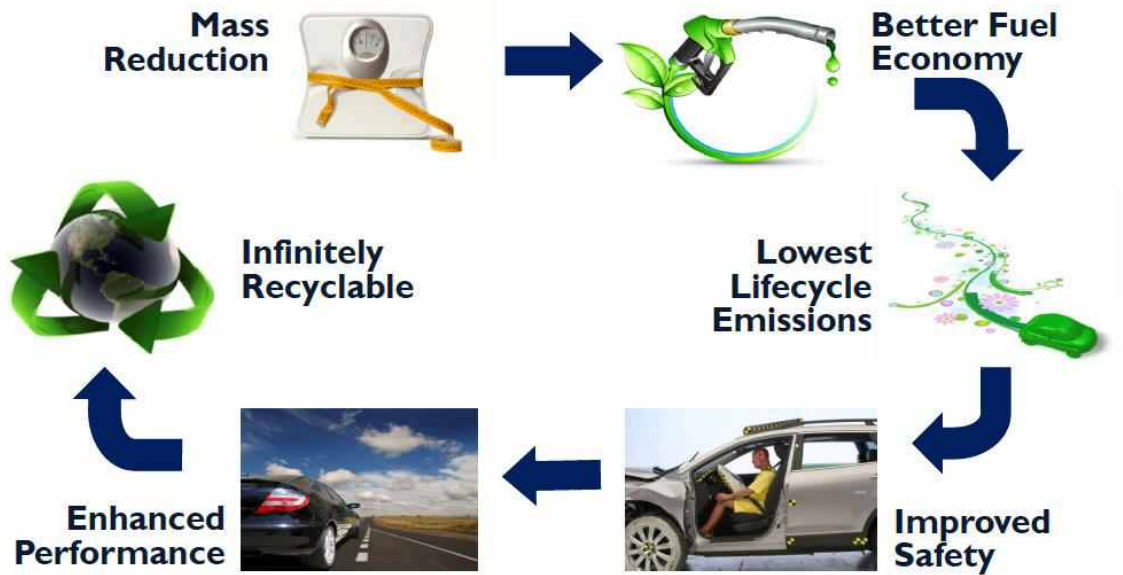 Mass
Reduction
Better Fuel
Economy
Lowest
Lifecycle
Emissions
Improved
Safety
Enhanced
Performance
Infinitely
Recyclable